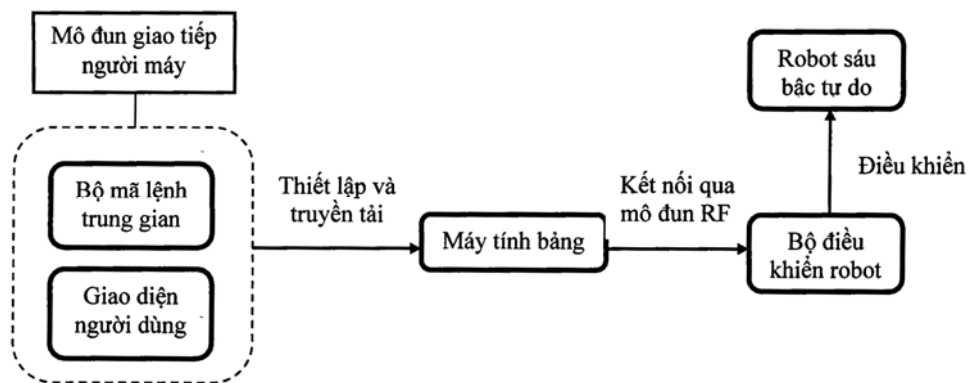 Mô đun giao tiếp
người máy
Bộ mã lệnh
trung gian
Giao diện
người dùng
Thiết lập và
truyền tải
Máy tính bảng
Kết nối qua
mô đun RF
Bộ điều
khiển robot
Điều khiển
Robot sáu
bậc tự do